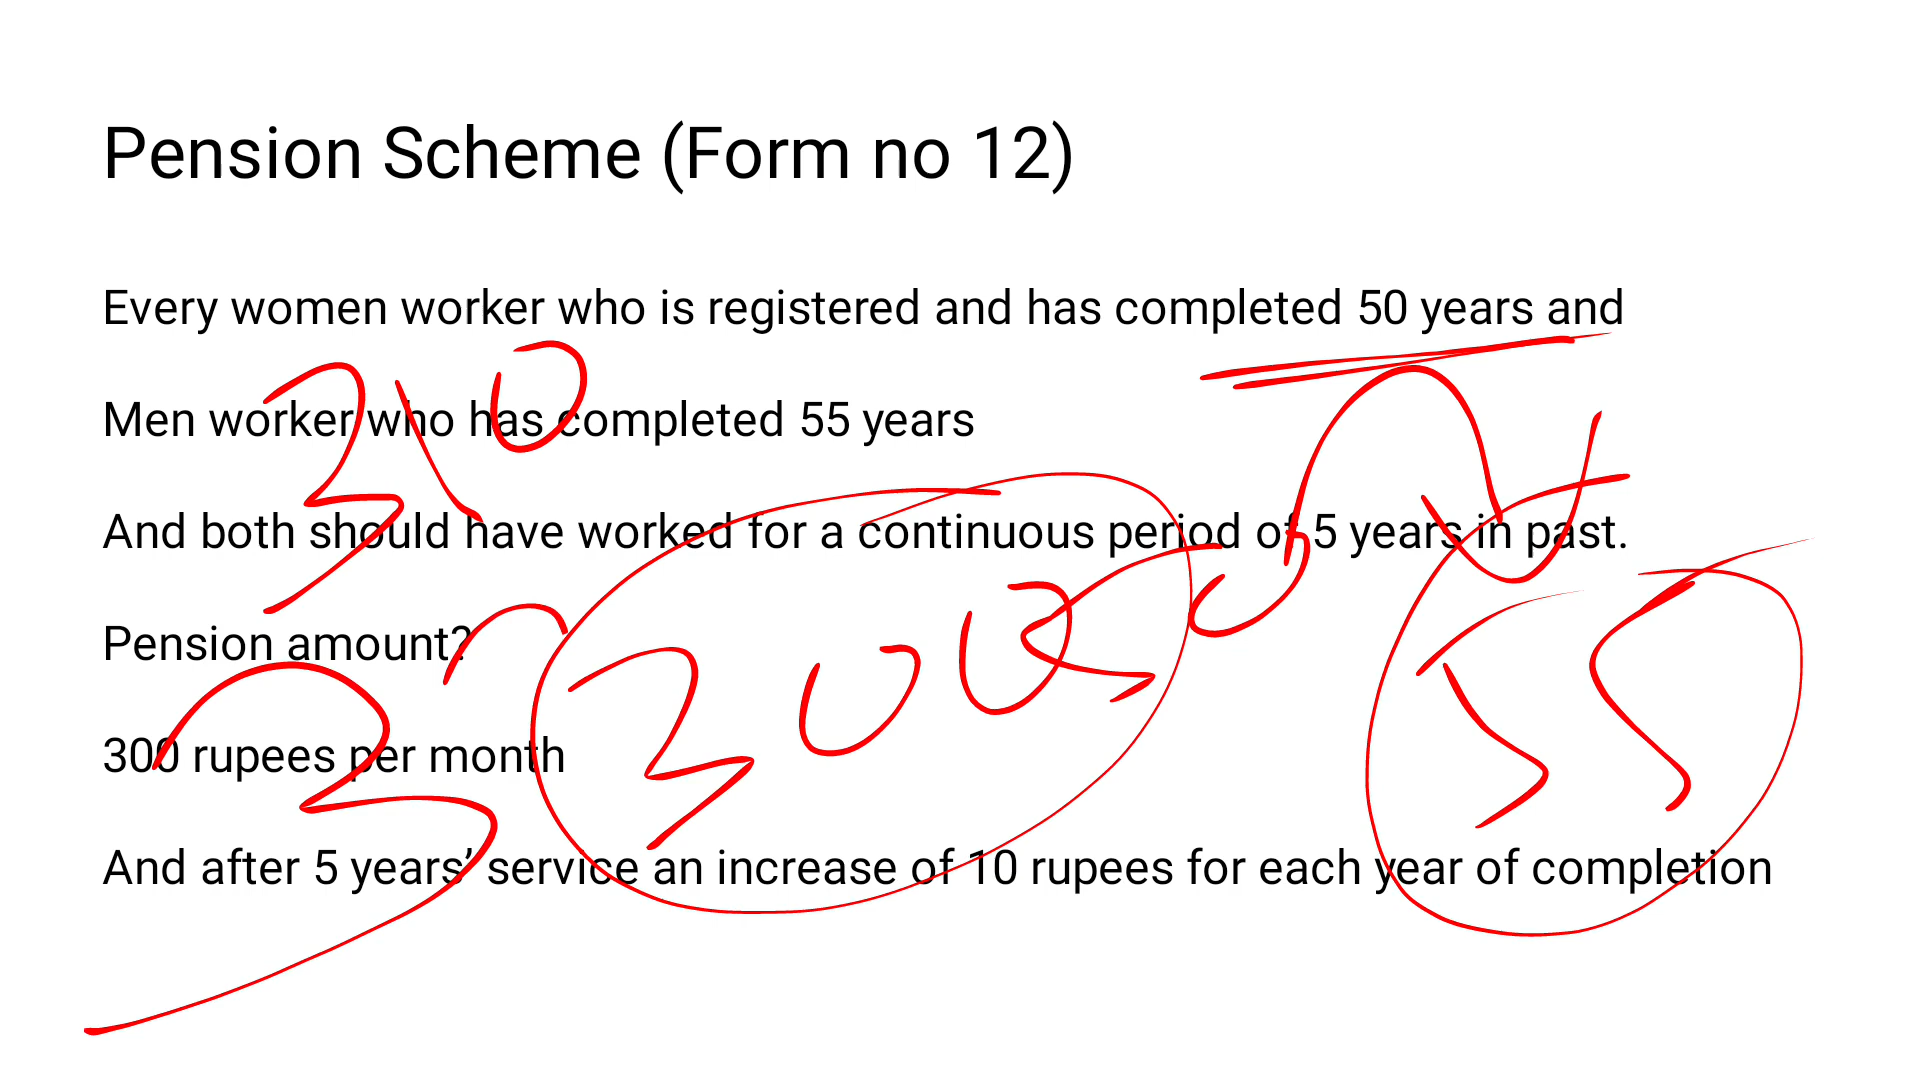 Pension Scheme (Form no 12)
Every women worker who is registered and has completed 50 years and
Men worker who has completed 55 years
310
And both should have worked for a continuous period of 5 years in past.
Pension amount?
300
55
300 rupees per month
And after 5 years’ service an increase of 10 rupees for each year of completion